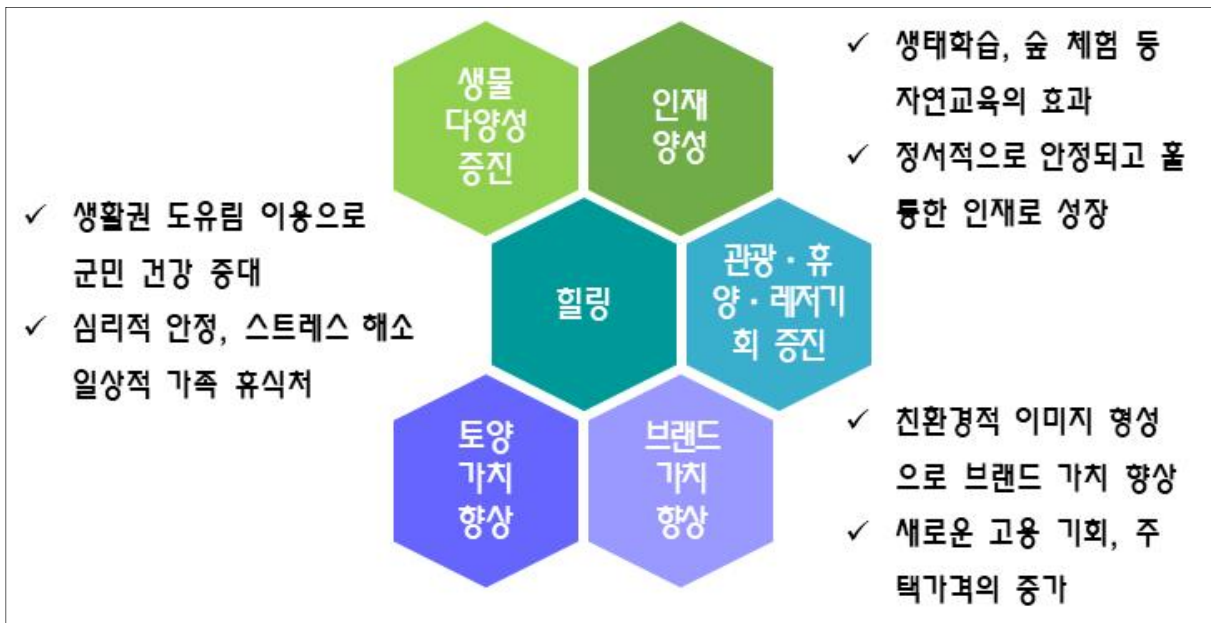 생물
다양성
증진
인재
양성
✓ 생태학습, 숲 체험 등
자연교육의 효과
✓ 정서적으로 안정되고 훌
륭한 인재로 성장
✓ 생활권 도유림 이용으로
군민 건강 증대
✓ 심리적 안정, 스트레스 해소
일상적 가족 휴식처
힐링
관광·휴
양·레저기
회 증진
토양
가치
향상
브랜드
가치
향상
✓ 친환경적 이미지 형성
으로 브랜드 가치 향상
✓ 새로운 고용 기회, 주
택가격의 증가